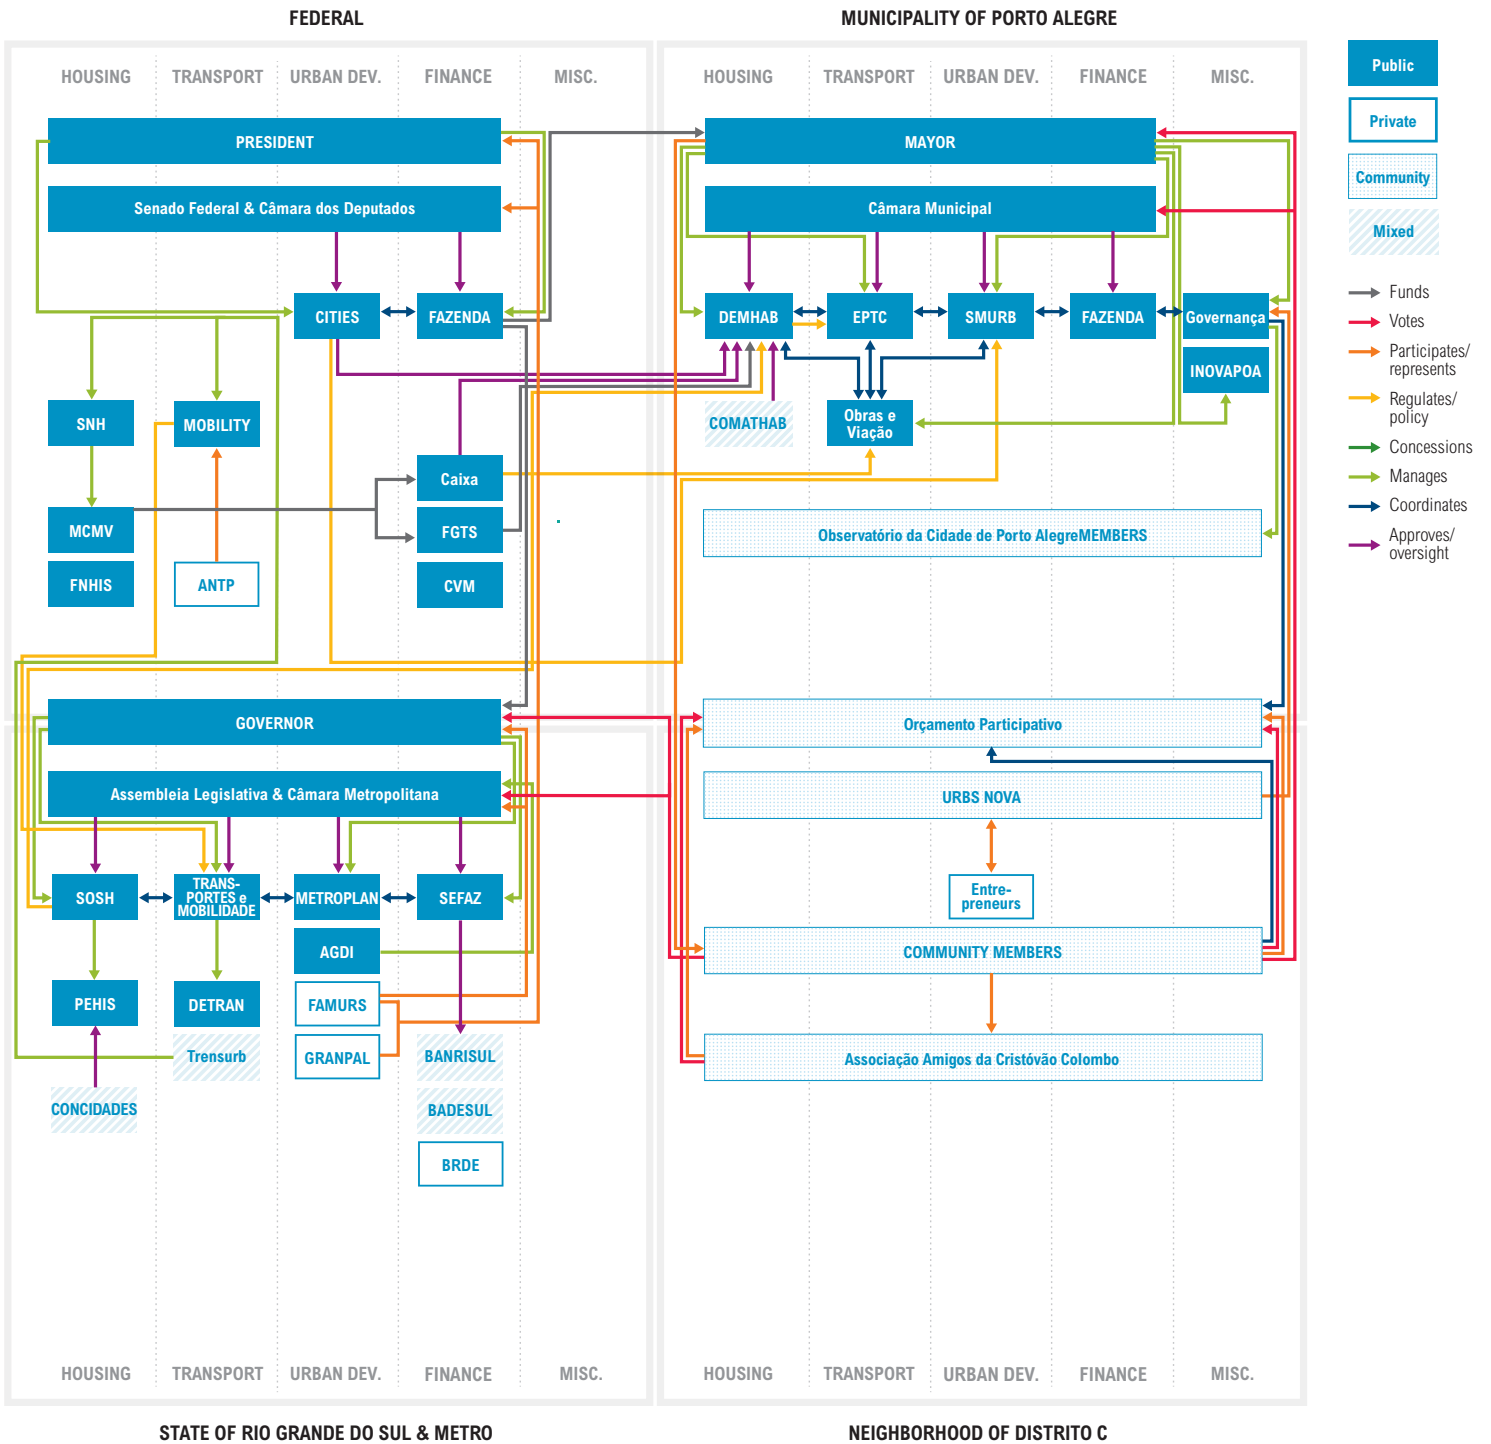 FEDERAL
MUNICIPALITY OF PORTO ALEGRE
HOUSING
TRANSPORT
URBAN DEV.
FINANCE
MISC.
HOUSING
TRANSPORT
URBAN DEV.
FINANCE
MISC.
PRESIDENT
Senado Federal & Câmara dos Deputados
CITIES
FAZENDA
SNH
MOBILITY
Caixa
MCMV
FGTS
FNHIS
ANTP
CVM
MAYOR
Câmara Municipal
DEMHAB
EPTC
SMURB
FAZENDA
Governança
INOVAPOA
COMATHAB
Obras e
Viação
Observatório da Cidade de Porto AlegreMEMBERS
Public
Private
Community
Mixed
Funds
Votes
Participates/
represents
Regulates/
policy
Concessions
Manages
Coordinates
Approves/
oversight
GOVERNOR
Assembleia Legislativa & Câmara Metropolitana
SOSH
TRANS-
PORTES e
MOBILIDADE
METROPLAN
SEFAZ
AGDI
PEHIS
DETRAN
FAMURS
Trensurb
GRANPAL
BANRISUL
CONCIDADES
BADESUL
BRDE
Orçamento Participativo
URBS NOVA
Entre-
preneurs
COMMUNITY MEMBERS
Associação Amigos da Cristóvão Colombo
HOUSING
TRANSPORT
URBAN DEV.
FINANCE
MISC.
HOUSING
TRANSPORT
URBAN DEV.
FINANCE
MISC.
STATE OF RIO GRANDE DO SUL & METRO
NEIGHBORHOOD OF DISTRITO C